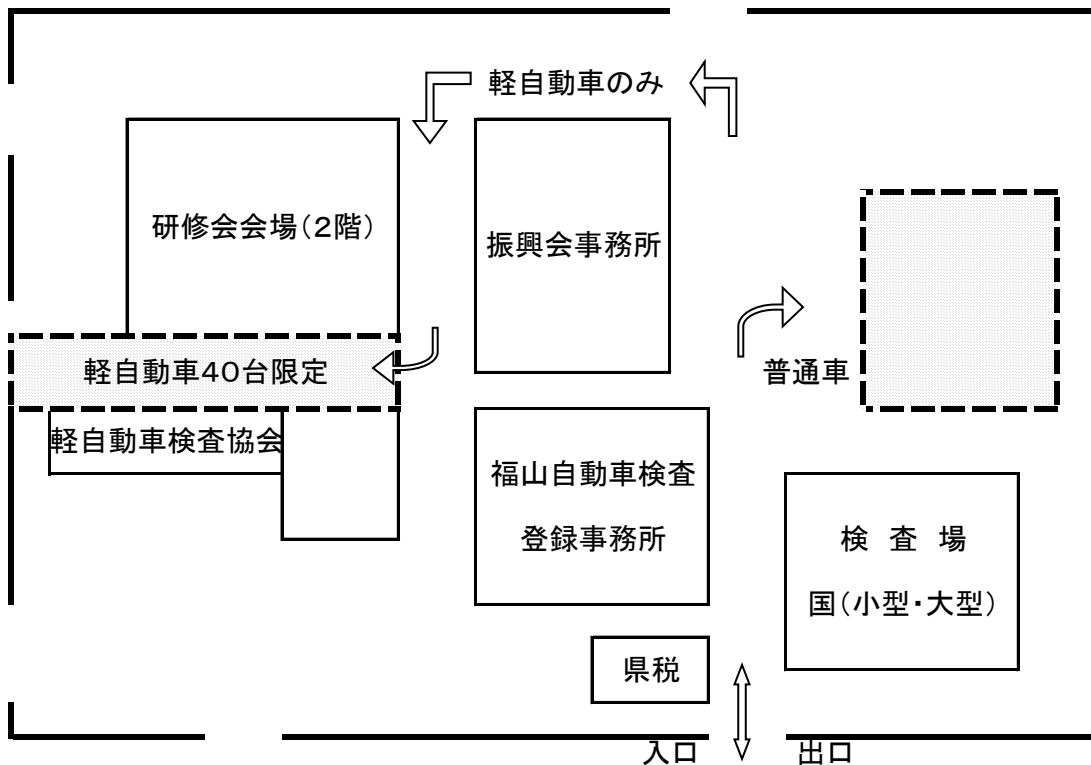 軽自動車のみ
研修会会場(2階)
振興会事務所
軽自動車40台限定
普通車
軽自動車検査協会
福山自動車検査
登録事務所
検 査 場
国(小型・大型)
県税
入口
出口